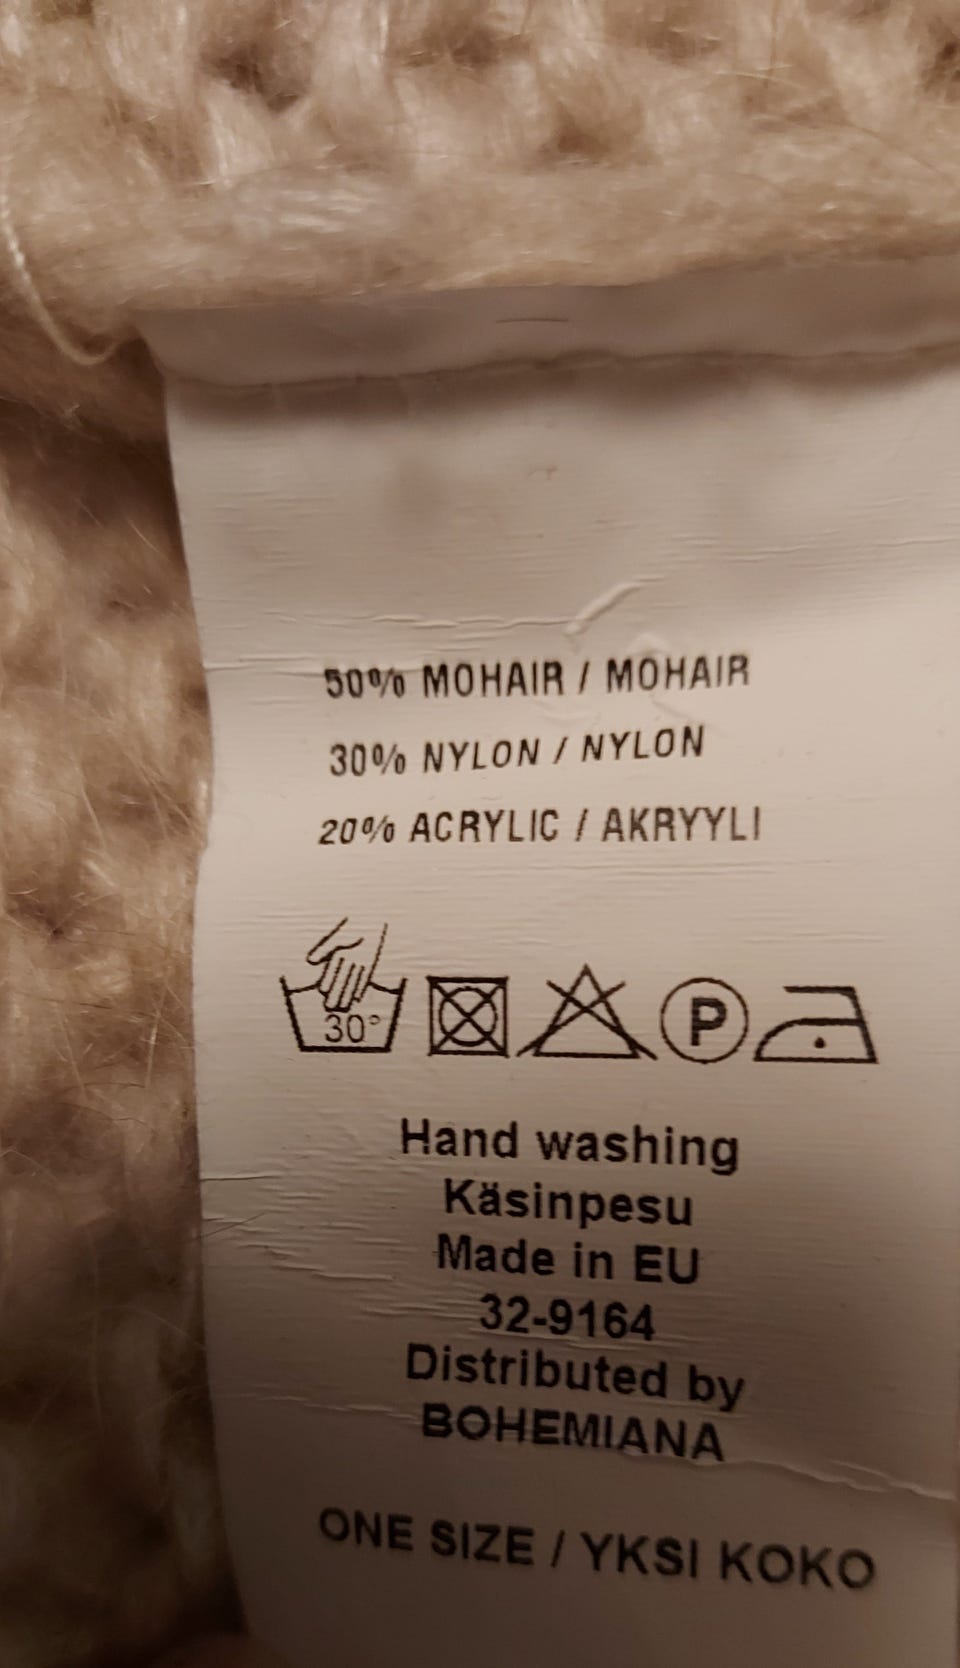 50% MOHAIR / MOHAIR
30% NYLON / NYLON
20% ACRYLIC / AKRYYLI
30° P
Hand washing
Käsinpesu
Made in EU
32-9164
Distributed by
BOHEMIANA
ONE SIZE / YKSI KOKO